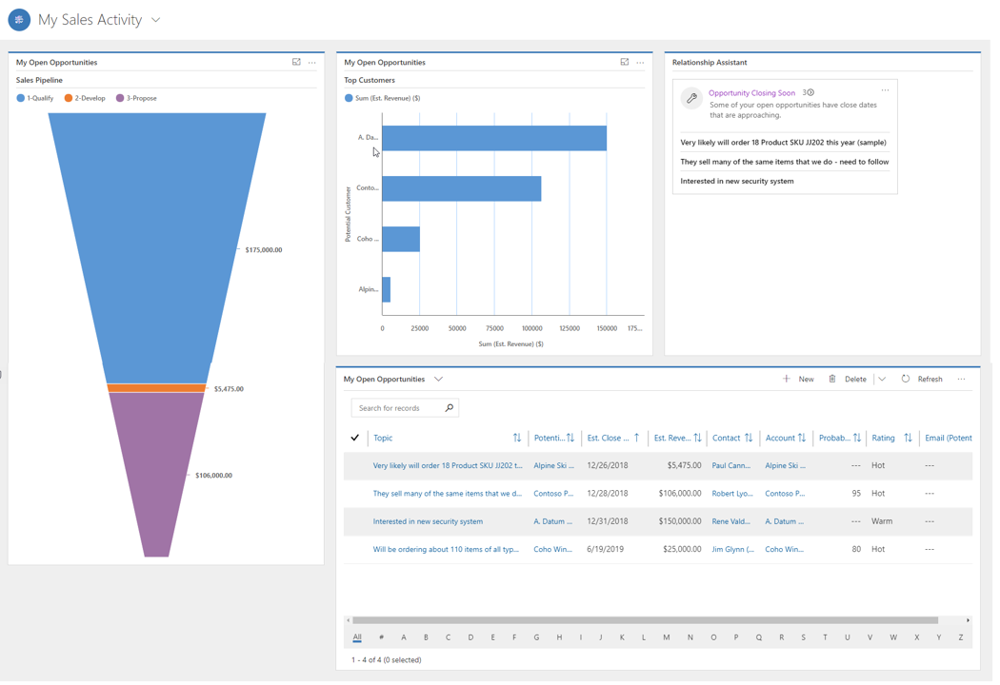 My Sales Activity
My Open Opportunities
Sales Pipeline
1-Qualify 2-Develop 3-Propose
$175,000.00
$5,475.00
$106,000.00
My Open Opportunities
Top Customers
Sum (Est. Revenue) ($)
Potential Customer
A. Da...
Conto...
Coho ...
Alpin...
0 25000 50000 75000 100000 125000 150000 175...
Sum (Est. Revenue) ($)
Relationship Assistant
Opportunity Closing Soon 3
Some of your open opportunities have close dates
that are approaching.
Very likely will order 18 Product SKU JJ202 this year (sample)
They sell many of the same items that we do - need to follow
Interested in new security system
My Open Opportunities New Delete Refresh
Search for records
Topic Potenti... Est. Close ... Est. Reve... Contact Account Probab... Rating Email (Potent
Very likely will order 18 Product SKU JJ202 t... Alpine Ski ... 12/26/2018 $5,475.00 Paul Cann... Alpine Ski ... --- Hot ---
They sell many of the same items that we d... Contoso P... 12/28/2018 $106,000.00 Robert Lyo... Contoso P... 95 Hot ---
Interested in new security system A. Datum ... 12/31/2018 $150,000.00 Rene Vald... A. Datum ... --- Warm ---
Will be ordering about 110 items of all typ... Coho Win... 6/19/2019 $25,000.00 Jim Glynn (... Coho Win... 80 Hot ---
All # A B C D E F G H I J K L M N O P Q R S T U V W X Y Z
1 - 4 of 4 (0 selected)